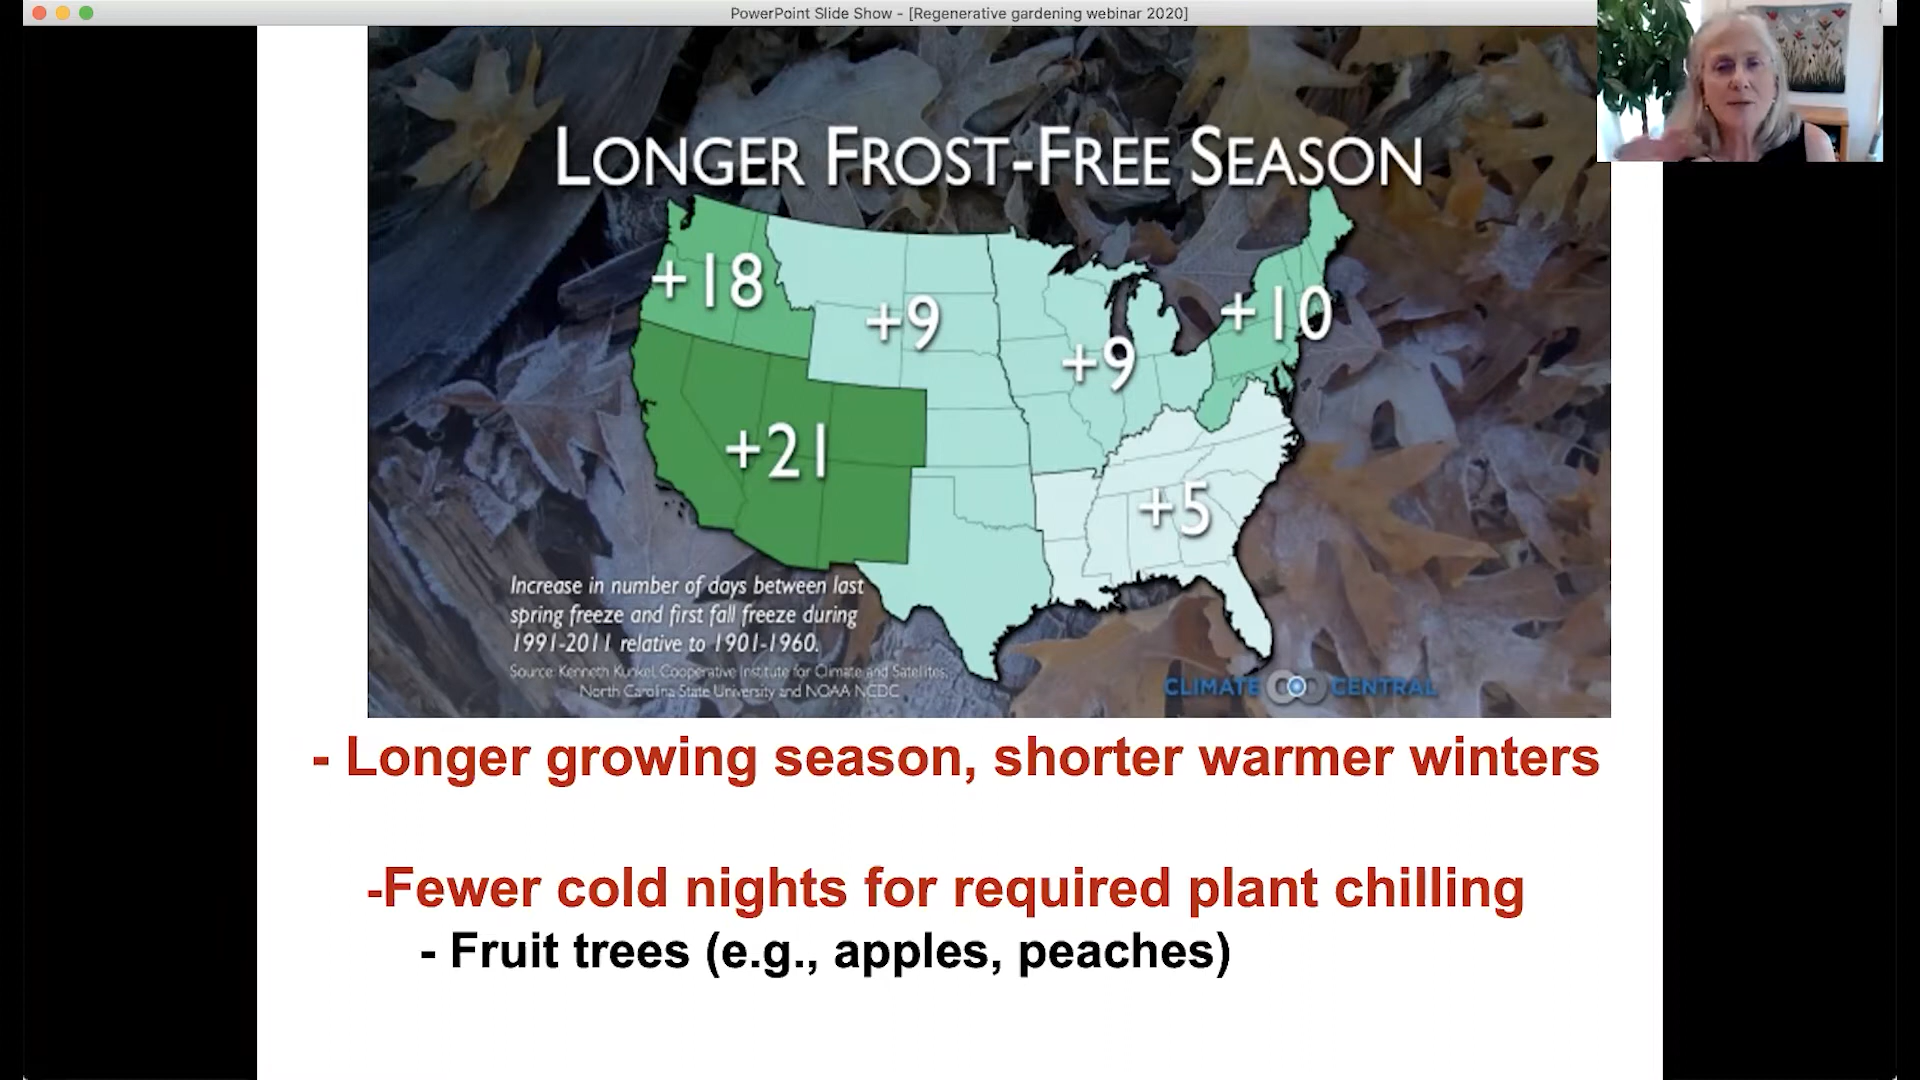 PowerPoint Slide Show - [Regenerative gardening webinar 2020]
LONGER FROST-FREE SEASON
+18
+9
+9
+10
+21
+5
Increase in number of days between last
spring freeze and first fall freeze during
1991-2011 relative to 1901-1960.
Source: Kenneth Kunkel, Cooperative Institute for Climate and Satellites,
North Carolina State University and NOAA NCDC
CLIMATE CENTRAL
- Longer growing season, shorter warmer winters
-Fewer cold nights for required plant chilling
- Fruit trees (e.g., apples, peaches)